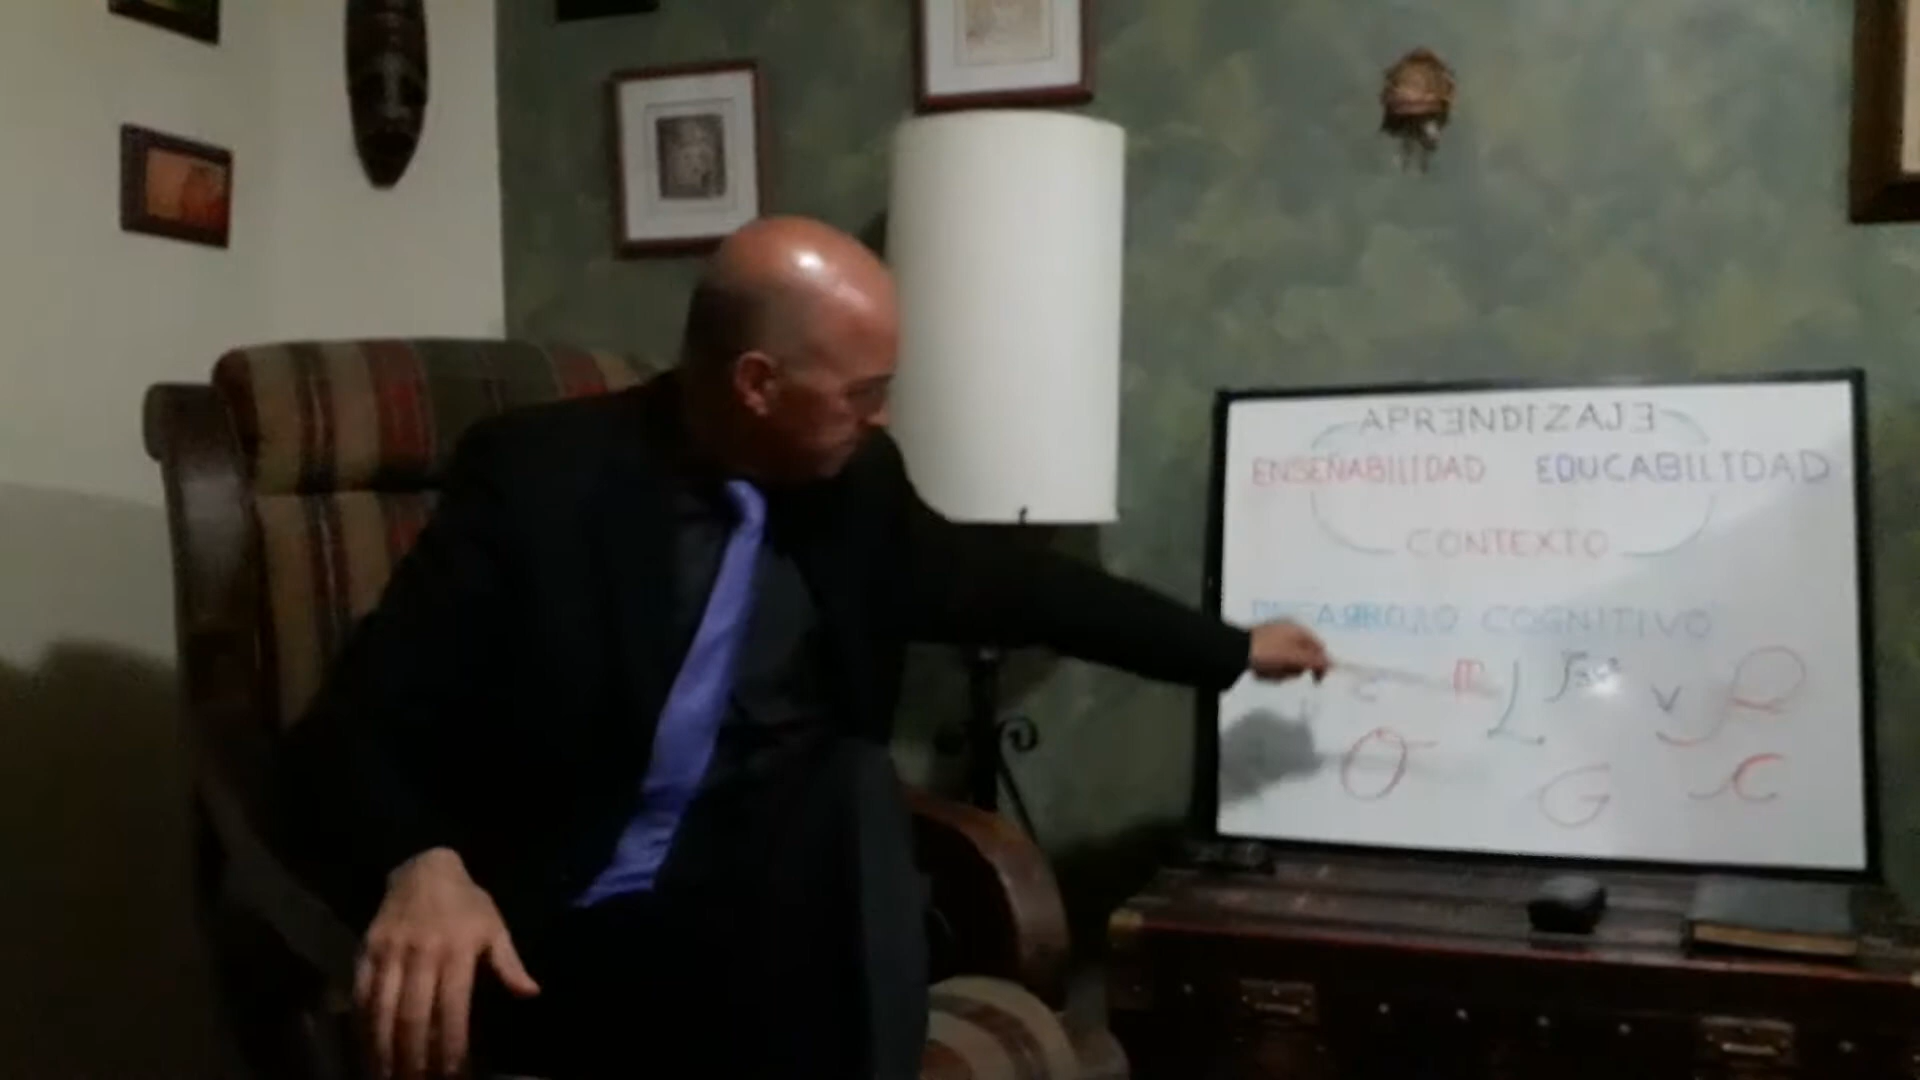 APRENDIZAJE
ENSEÑABILIDAD EDUCABILIDAD
CONTEXTO
DESARROLLO COGNITIVO
c m L V
O G C